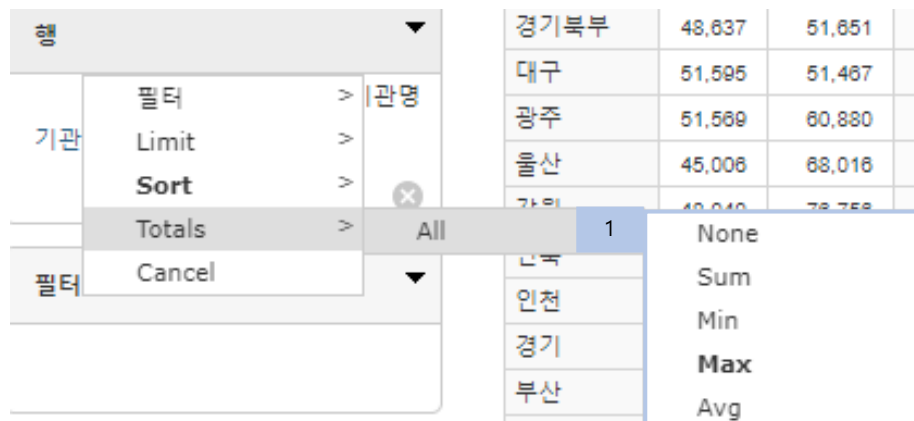 행
필터 >
Limit >
Sort >
Totals >
Cancel
기관명
기관
필터
All
1
None
Sum
Min
Max
Avg
경기북부 48,637 51,651
대구 51,595 51,467
광주 51,569 60,880
울산 45,006 68,016
인천
경기
부산